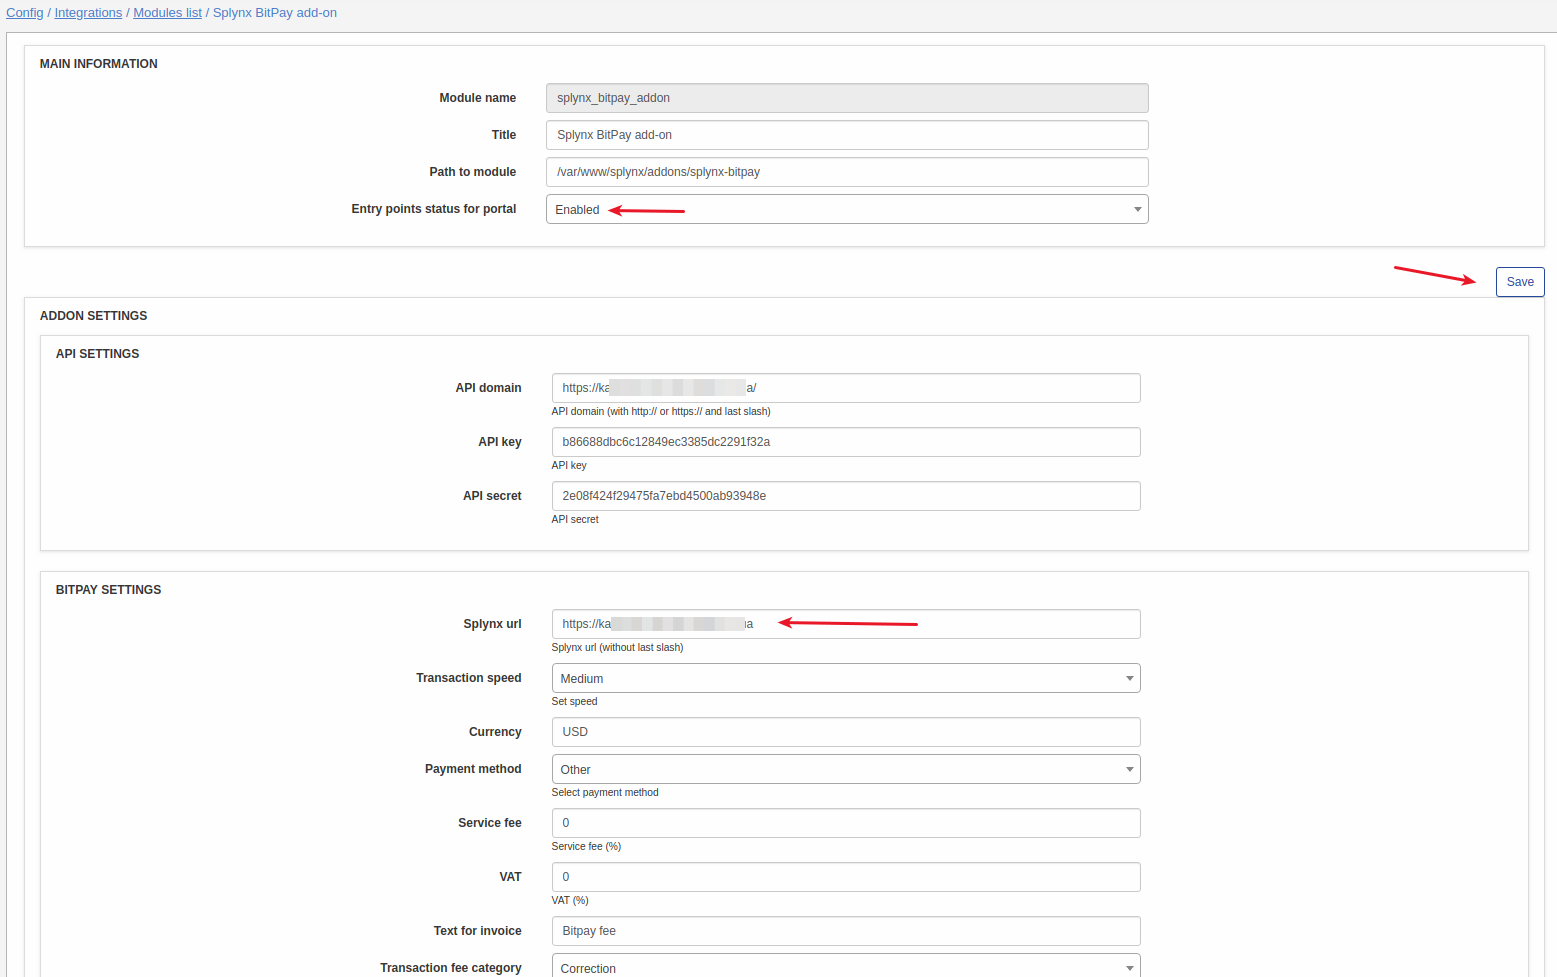 Config / Integrations / Modules list / Splynx BitPay add-on
MAIN INFORMATION
Module name splynx_bitpay_addon
Title Splynx BitPay add-on
Path to module /var/www/splynx/addons/splynx-bitpay
Entry points status for portal Enabled
Save
ADDON SETTINGS
API SETTINGS
API domain https://ka a/
API domain (with http:// or https:// and last slash)
API key b86688dbc6c12849ec3385dc2291f32a
API key
API secret 2e08f424f29475fa7ebd4500ab93948e
API secret
BITPAY SETTINGS
Splynx url https://ka a
Splynx url (without last slash)
Transaction speed Medium
Set speed
Currency USD
Payment method Other
Select payment method
Service fee 0
Service fee (%)
VAT 0
VAT (%)
Text for invoice Bitpay fee
Transaction fee category Correction